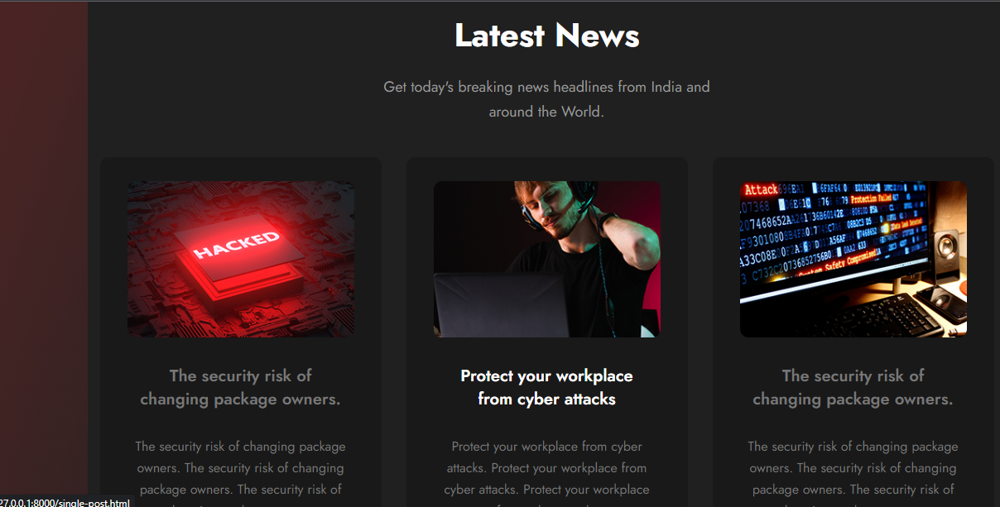 Latest News
Get today's breaking news headlines from India and
around the World.
HACKED
Attack
Protection Failed
Safety Compromised
The security risk of
changing package owners.
Protect your workplace
from cyber attacks
The security risk of
changing package owners.
The security risk of changing package
owners. The security risk of changing
package owners. The security risk of
Protect your workplace from cyber
attacks. Protect your workplace from
cyber attacks. Protect your workplace
The security risk of changing package
owners. The security risk of changing
package owners. The security risk of
27.0.0.1:8000/single-post.html